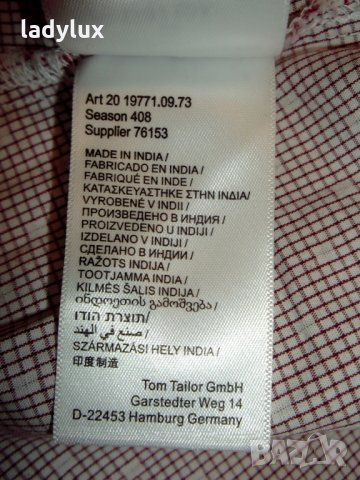 ladylux
Art 20 19771.09.73
Season 408
Supplier 76153
MADE IN INDIA/
FABRICADO EN INDIA/
FABRIQUÉ EN INDE/
ΚΑΤΑΣΚΕΥΑΣΤΗΚΕ ΣΤΗΝ ΙΝΔΙΑ/
VYROBENÉ V INDII/
ПРОИЗВЕДЕНО В ИНДИЯ/
PROIZVEDENO U INDIJI/
IZDELANO V INDIJI/
СДЕЛАНО В ИНДИИ/
RAŽOTS INDIJĀ/
TOOTJAMMA INDIA/
KILMĖS ŠALIS INDIJA/
ინდოეთის გამოშვება/
תוצרת הודו/
صنع في الهند/
SZÁRMAZÁSI HELY INDIA/
印度制造
Tom Tailor GmbH
Garstedter Weg 14
D-22453 Hamburg Germany
BAZAR